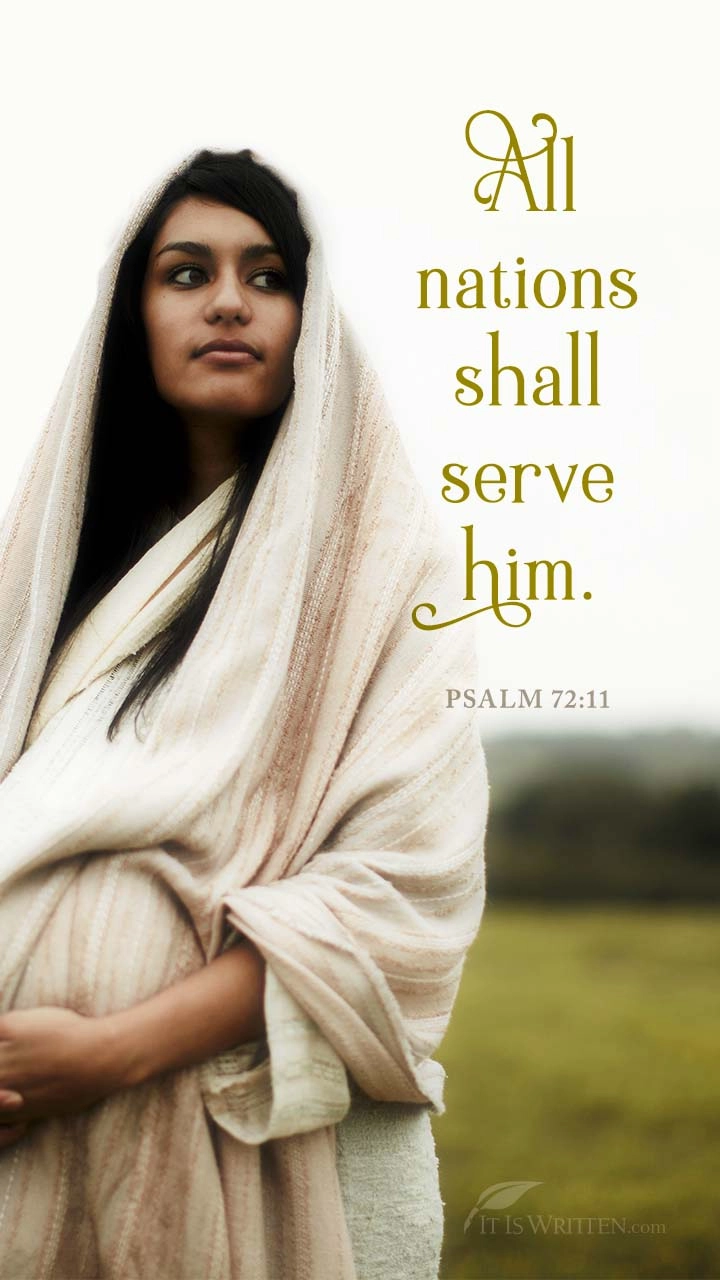 All
nations
shall
serve
him.
PSALM 72:11
IT IS WRITTEN.com